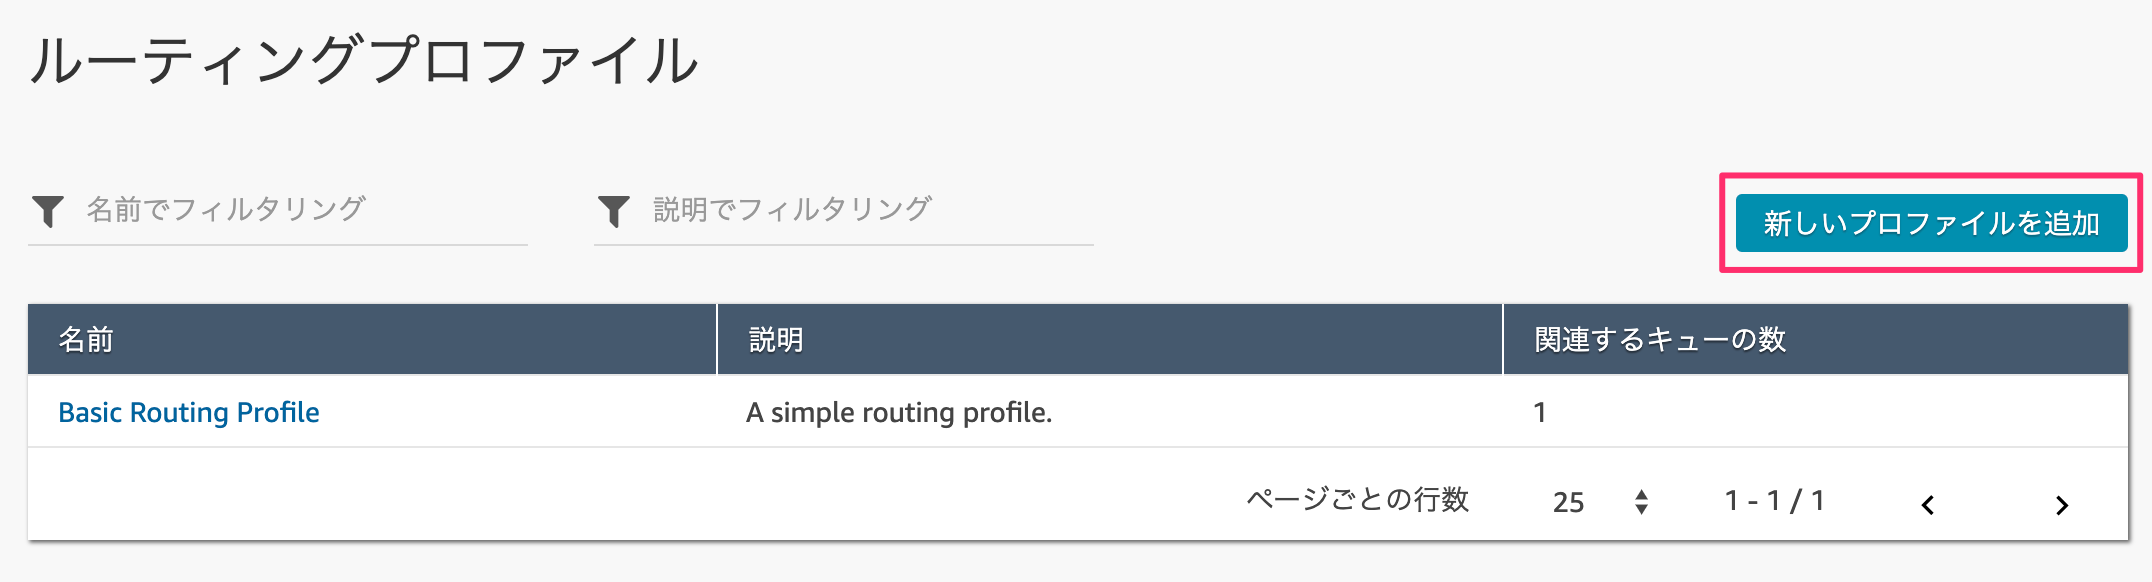 ルーティングプロファイル
名前でフィルタリング
説明でフィルタリング
新しいプロファイルを追加
名前 説明 関連するキューの数
Basic Routing Profile A simple routing profile. 1
ページごとの行数 25 1 - 1 / 1